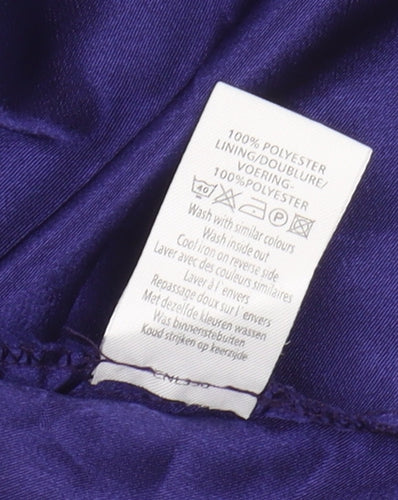 100% POLYESTER
LINING/DOUBLURE/
VOERING-
100%POLYESTER
40 P
Wash with similar colours
Wash inside out
Cool iron on reverse side
Laver avec des couleurs similaires
Laver à l'envers
Repassage doux sur l'envers
Met dezelfde kleuren wassen
Was binnenstebuiten
Koud strijken op keerzijde